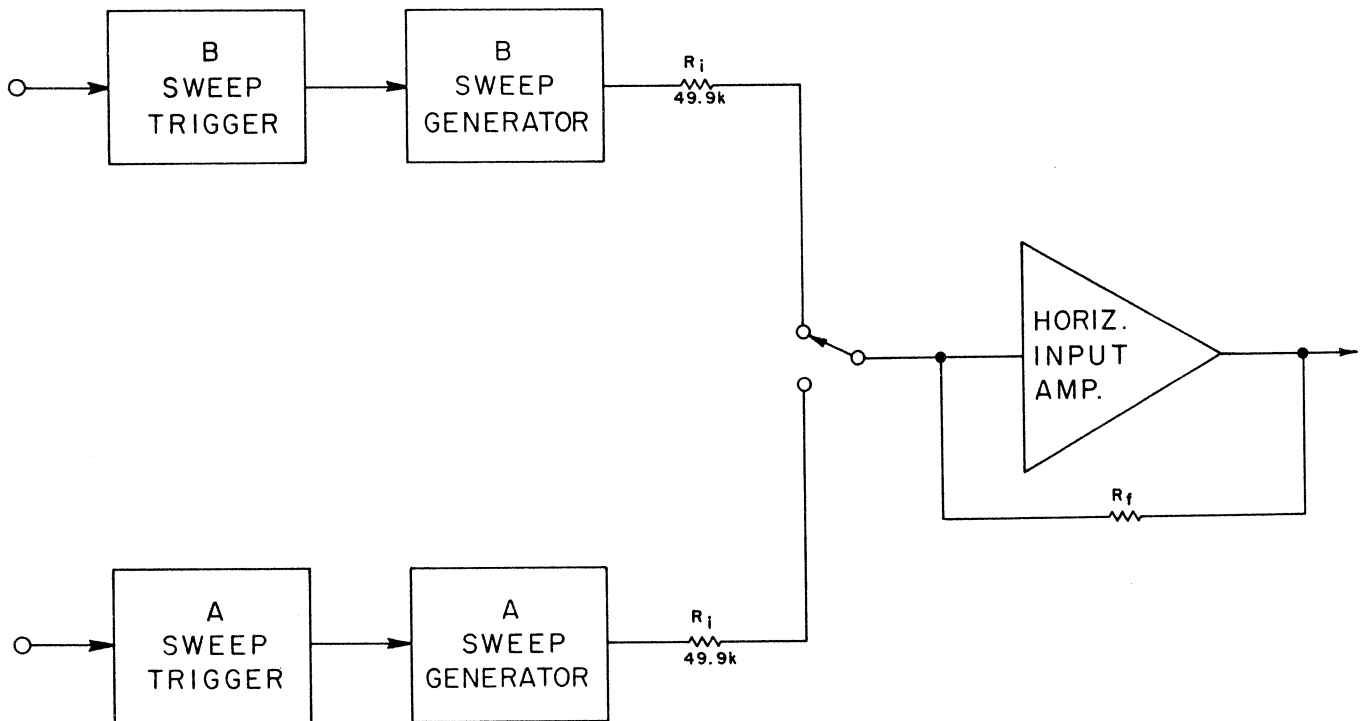 B
SWEEP
TRIGGER
B
SWEEP
GENERATOR
Ri
49.9k
HORIZ.
INPUT
AMP.
Rf
A
SWEEP
TRIGGER
A
SWEEP
GENERATOR
Ri
49.9k